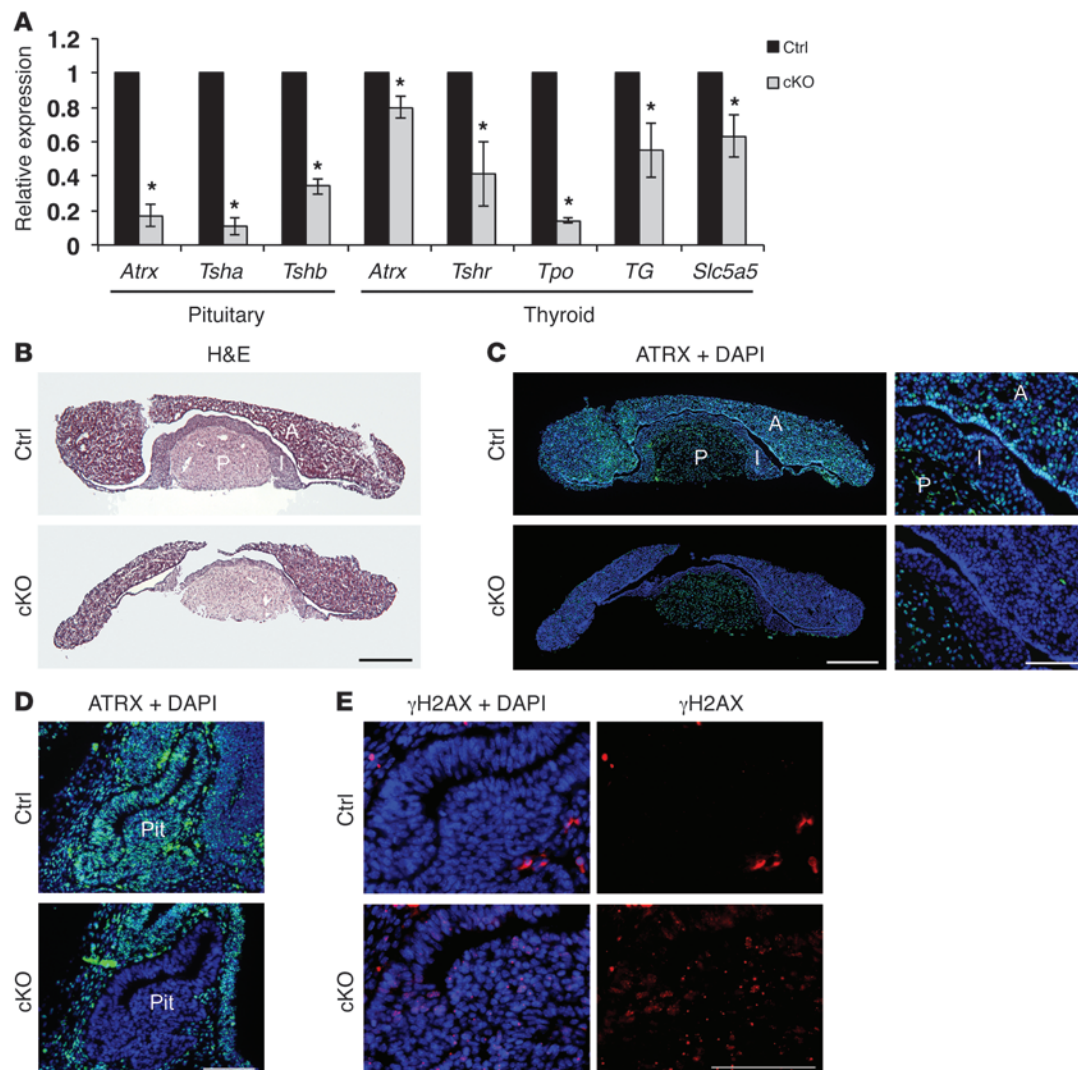 A
Relative expression
1.2
1
0.8
0.6
0.4
0.2
0
Ctrl
cKO
* * * * * * * *
Atrx Tsha Tshb Atrx Tshr Tpo TG Slc5a5
Pituitary Thyroid
B H&E
Ctrl
A
P I
cKO
C ATRX + DAPI
A
P I
A
I
P
Ctrl
cKO
D ATRX + DAPI
Ctrl
Pit
cKO
Pit
E γH2AX + DAPI γH2AX
Ctrl
cKO